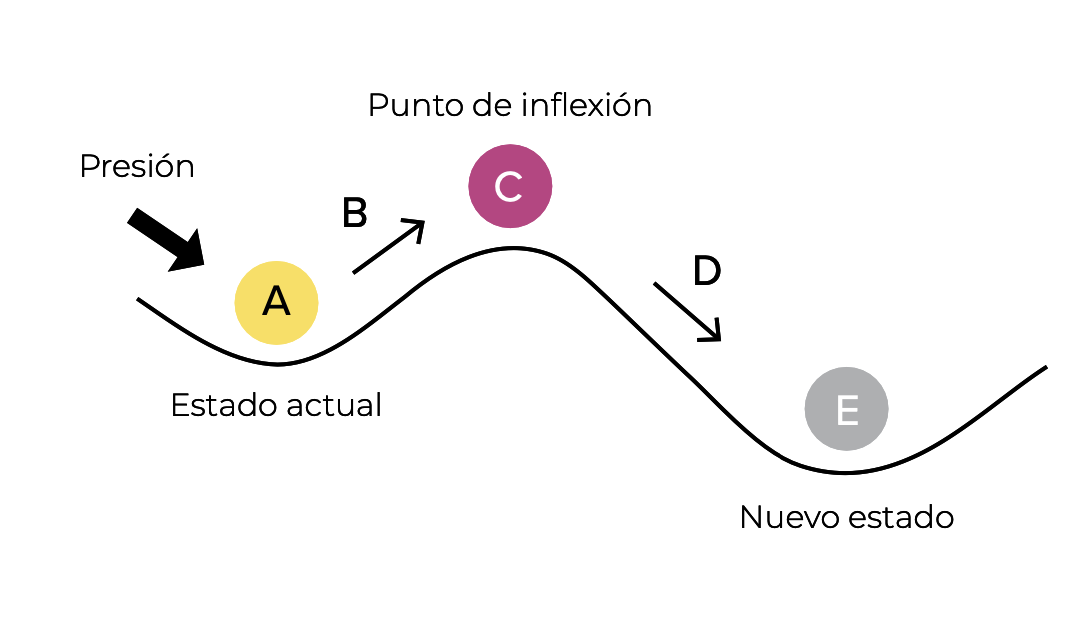 Punto de inflexión
Presión
C
B
A
D
Estado actual
E
Nuevo estado